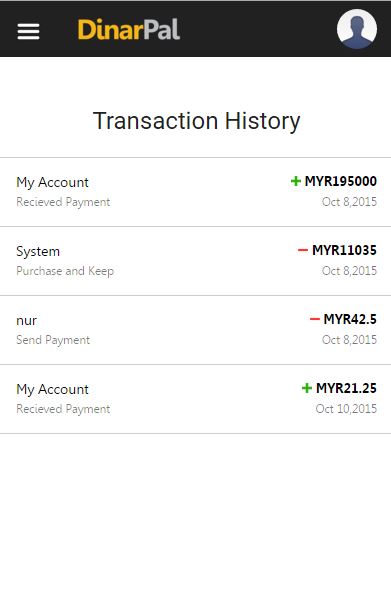 DinarPal
Transaction History
My Account + MYR195000
Recieved Payment Oct 8,2015
System − MYR11035
Purchase and Keep Oct 8,2015
nur − MYR42.5
Send Payment Oct 8,2015
My Account + MYR21.25
Recieved Payment Oct 10,2015